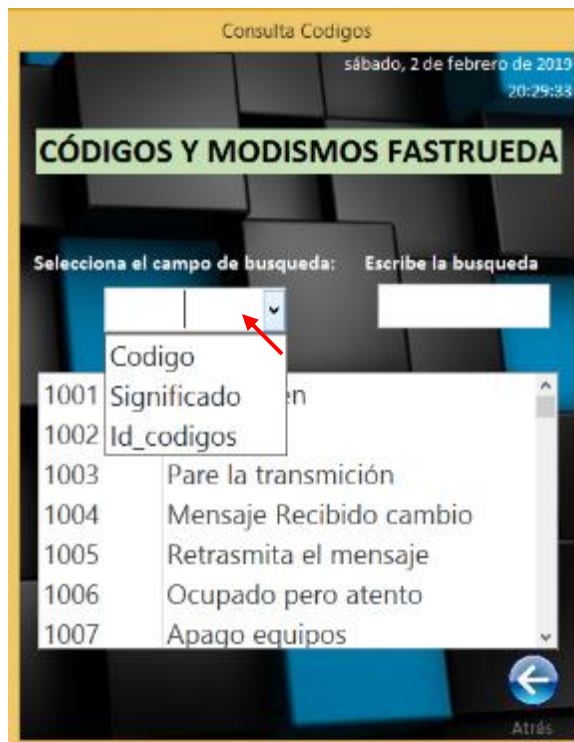 Consulta Codigos
sábado, 2 de febrero de 2019
20:29:33
CÓDIGOS Y MODISMOS FASTRUEDA
Selecciona el campo de busqueda: Escribe la busqueda
Codigo
Significado
Id_codigos
1001 en
1002
1003 Pare la transmición
1004 Mensaje Recibido cambio
1005 Retrasmita el mensaje
1006 Ocupado pero atento
1007 Apago equipos
Atrás